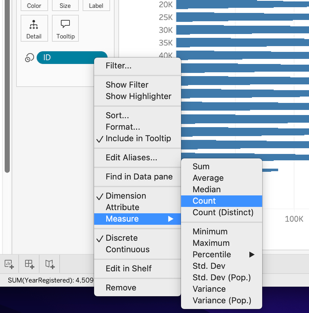 Color Size Label
Detail Tooltip
ID
20K
25K
30K
35K
40K
Filter...
Show Filter
Show Highlighter
Sort...
Format...
✓ Include in Tooltip
Edit Aliases...
Find in Data pane
✓ Dimension
Attribute
Measure
✓ Discrete
Continuous
Edit in Shelf
Remove
Sum
Average
Median
Count
Count (Distinct)
Minimum
Maximum
Percentile
Std. Dev
Std. Dev (Pop.)
Variance
Variance (Pop.)
100K
SUM(YearRegistered): 4,509